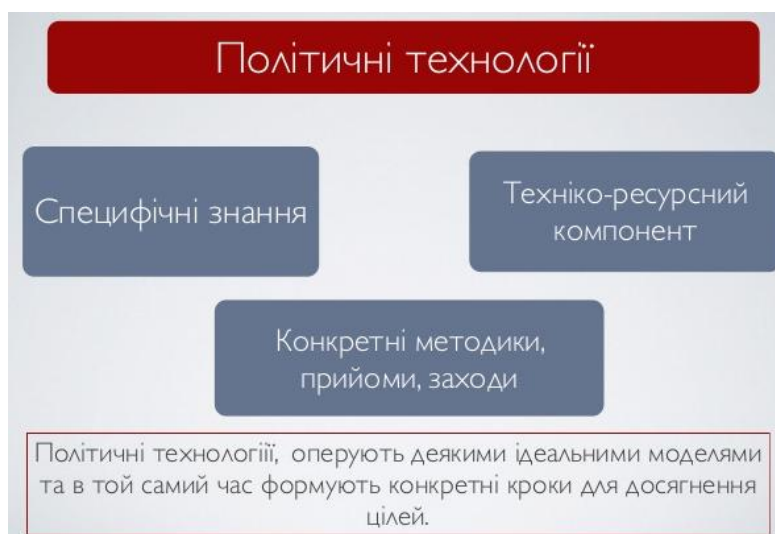 Політичні технології
Специфічні знання
Техніко-ресурсний
компонент
Конкретні методики,
прийоми, заходи
Політичні технологіїї, оперують деякими ідеальними моделями
та в той самий час формують конкретні кроки для досягнення
цілей.